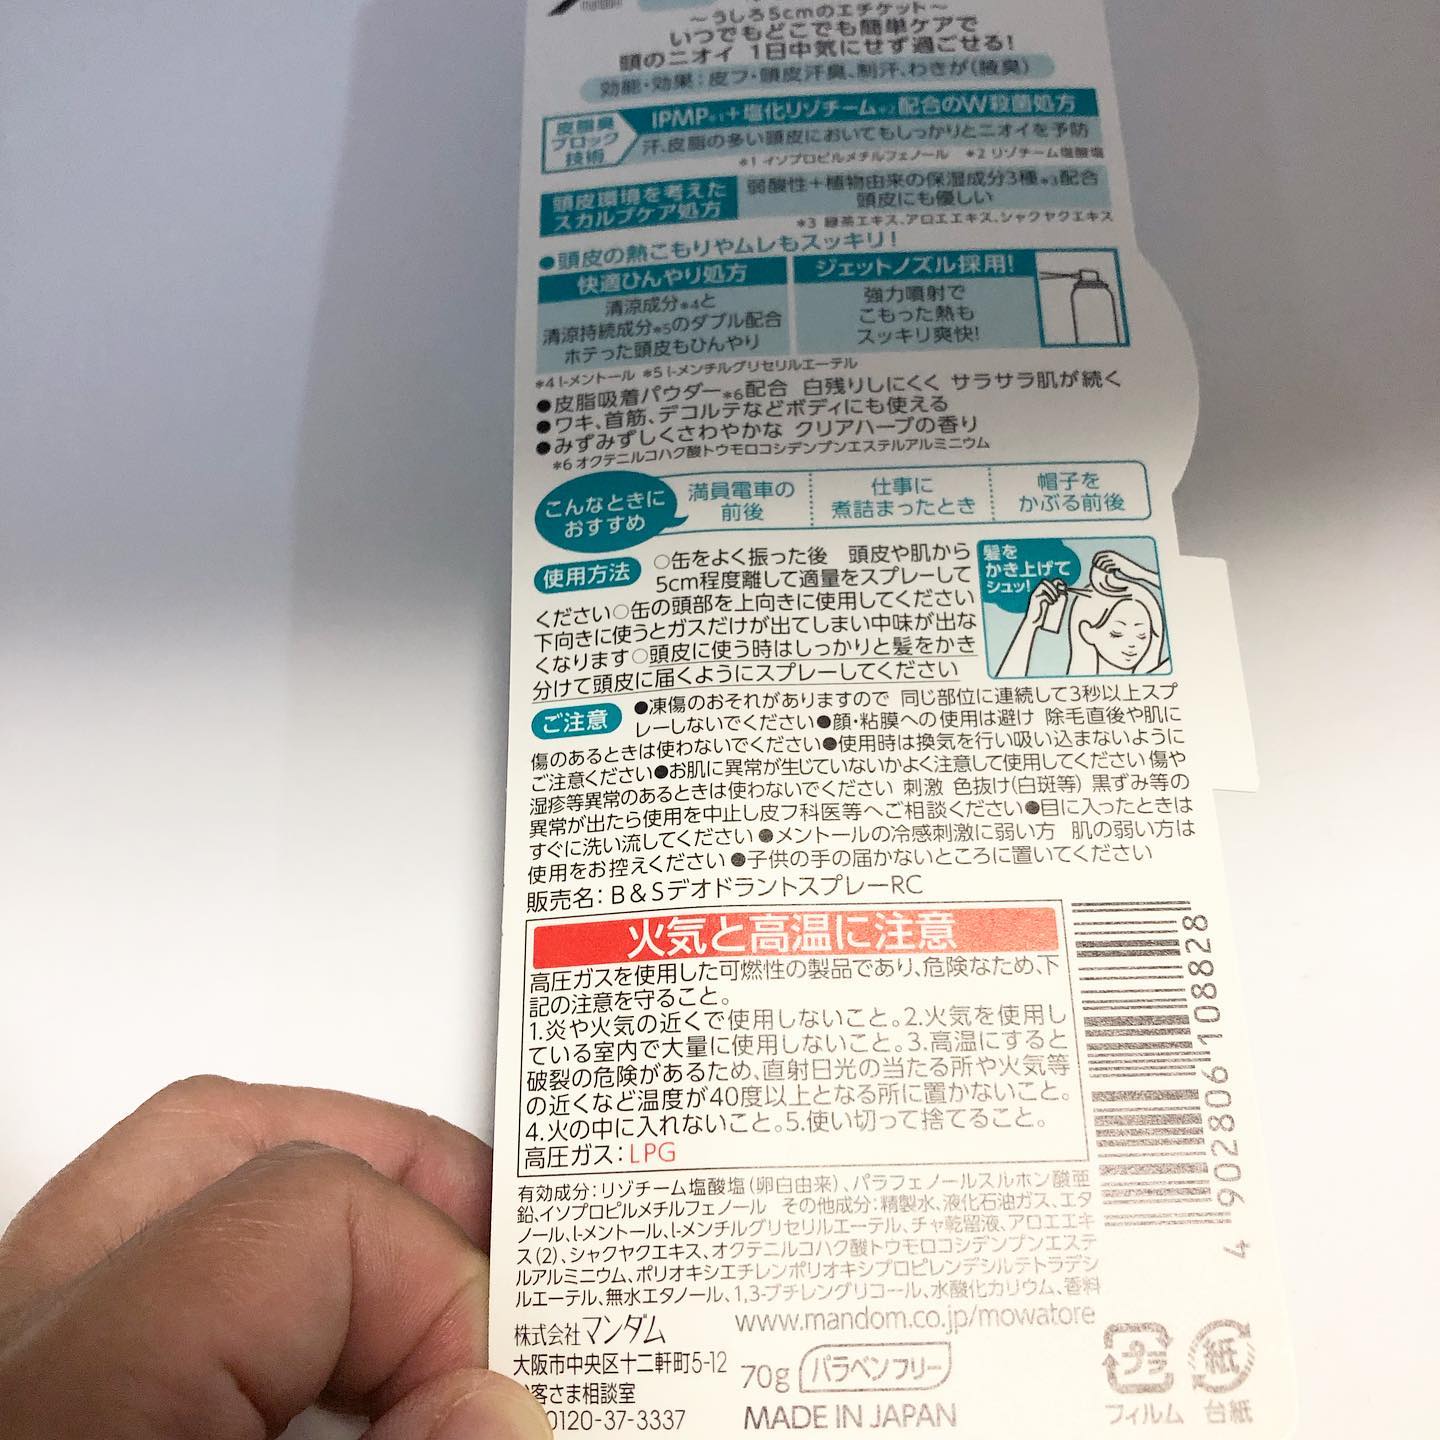 ～うしろ5cmのエチケット～
いつでもどこでも簡単ケアで
頭のニオイ 1日中気にせず過ごせる!
効能・効果：皮フ・頭皮汗臭、制汗、わきが(腋臭)
皮脂臭
ブロック
技術
IPMP*1+塩化リゾチーム*2配合のW殺菌処方
汗、皮脂の多い頭皮においてもしっかりとニオイを予防
*1 イソプロピルメチルフェノール *2 リゾチーム塩酸塩
頭皮環境を考えた
スカルプケア処方
弱酸性+植物由来の保湿成分3種*3配合
頭皮にも優しい
*3 緑茶エキス、アロエエキス、シャクヤクエキス
●頭皮の熱こもりやムレもスッキリ!
快適ひんやり処方
清涼成分*4と
清涼持続成分*5のダブル配合
ホテった頭皮もひんやり
ジェットノズル採用!
強力噴射で
こもった熱も
スッキリ爽快!
*4 l-メントール *5 l-メンチルグリセリルエーテル
●皮脂吸着パウダー*6配合 白残りしにくく サラサラ肌が続く
●ワキ、首筋、デコルテなどボディにも使える
●みずみずしくさわやかな クリアハーブの香り
*6 オクテニルコハク酸トウモロコシデンプンエステルアルミニウム
こんなときに
おすすめ
満員電車の
前後
仕事に
煮詰まったとき
帽子を
かぶる前後
使用方法 ○缶をよく振った後 頭皮や肌から
5cm程度離して適量をスプレーして
ください○缶の頭部を上向きに使用してください
下向きに使うとガスだけが出てしまい中味が出な
くなります○頭皮に使う時はしっかりと髪をかき
分けて頭皮に届くようにスプレーしてください
髪を
かき上げて
シュッ!
ご注意 ●凍傷のおそれがありますので 同じ部位に連続して3秒以上スプ
レーしないでください●顔・粘膜への使用は避け 除毛直後や肌に
傷のあるときは使わないでください●使用時は換気を行い吸い込まないように
ご注意ください●お肌に異常が生じていないかよく注意して使用してください 傷や
湿疹等異常のあるときは使わないでください 刺激 色抜け(白斑等) 黒ずみ等の
異常が出たら使用を中止し皮フ科医等へご相談ください●目に入ったときは
すぐに洗い流してください●メントールの冷感刺激に弱い方 肌の弱い方は
使用をお控えください●子供の手の届かないところに置いてください
販売名：B&SデオドラントスプレーRC
火気と高温に注意
高圧ガスを使用した可燃性の製品であり、危険なため、下
記の注意を守ること。
1.炎や火気の近くで使用しないこと。2.火気を使用し
ている室内で大量に使用しないこと。3.高温にすると
破裂の危険があるため、直射日光の当たる所や火気等
の近くなど温度が40度以上となる所に置かないこと。
4.火の中に入れないこと。5.使い切って捨てること。
高圧ガス：LPG
4 902806 108828
有効成分：リゾチーム塩酸塩(卵白由来)、パラフェノールスルホン酸亜
鉛、イソプロピルメチルフェノール その他成分：精製水、液化石油ガス、エタ
ノール、l-メントール、l-メンチルグリセリルエーテル、チャ乾留液、アロエエキ
ス(2)、シャクヤクエキス、オクテニルコハク酸トウモロコシデンプンエステ
ルアルミニウム、ポリオキシエチレンポリオキシプロピレンデシルテトラデシ
ルエーテル、無水エタノール、1,3-ブチレングリコール、水酸化カリウム、香料
株式会社マンダム
www.mandom.co.jp/mowatore
大阪市中央区十二軒町5-12
客さま相談室
0120-37-3337
70g パラベンフリー
MADE IN JAPAN
プラ
フィルム
紙
台紙